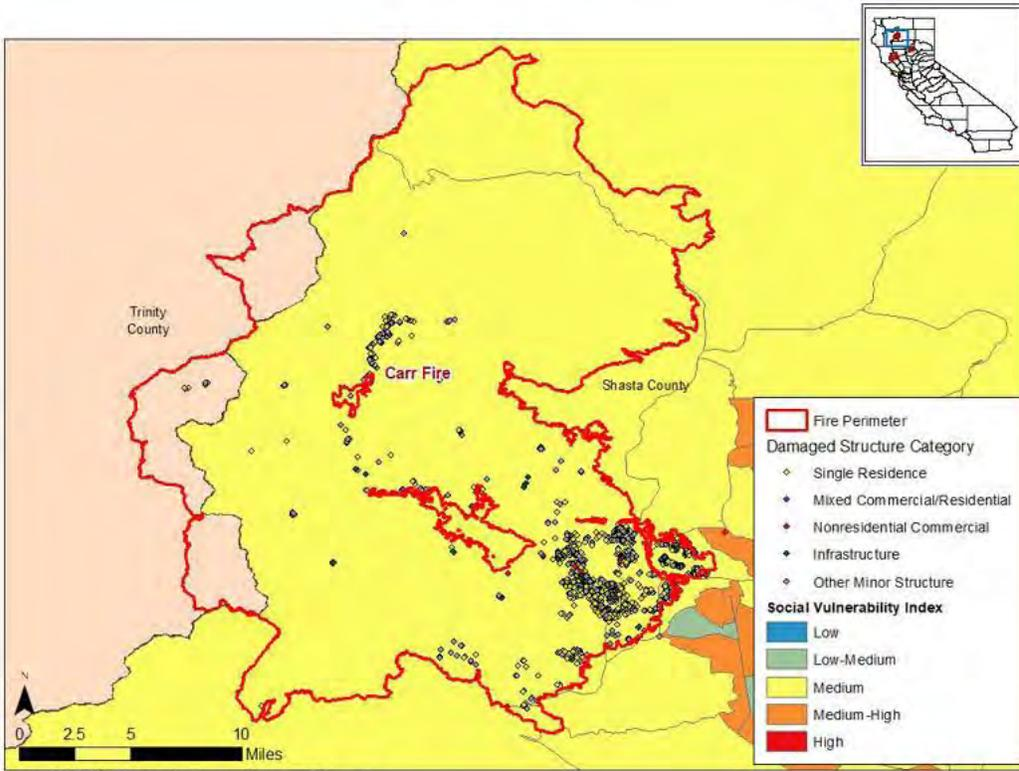 Trinity
County
Carr Fire
Shasta County
Fire Perimeter
Damaged Structure Category
Single Residence
Mixed Commercial/Residential
Nonresidential Commercial
Infrastructure
Other Minor Structure
Social Vulnerability Index
Low
Low-Medium
Medium
Medium-High
High
N
0 2.5 5 10
Miles